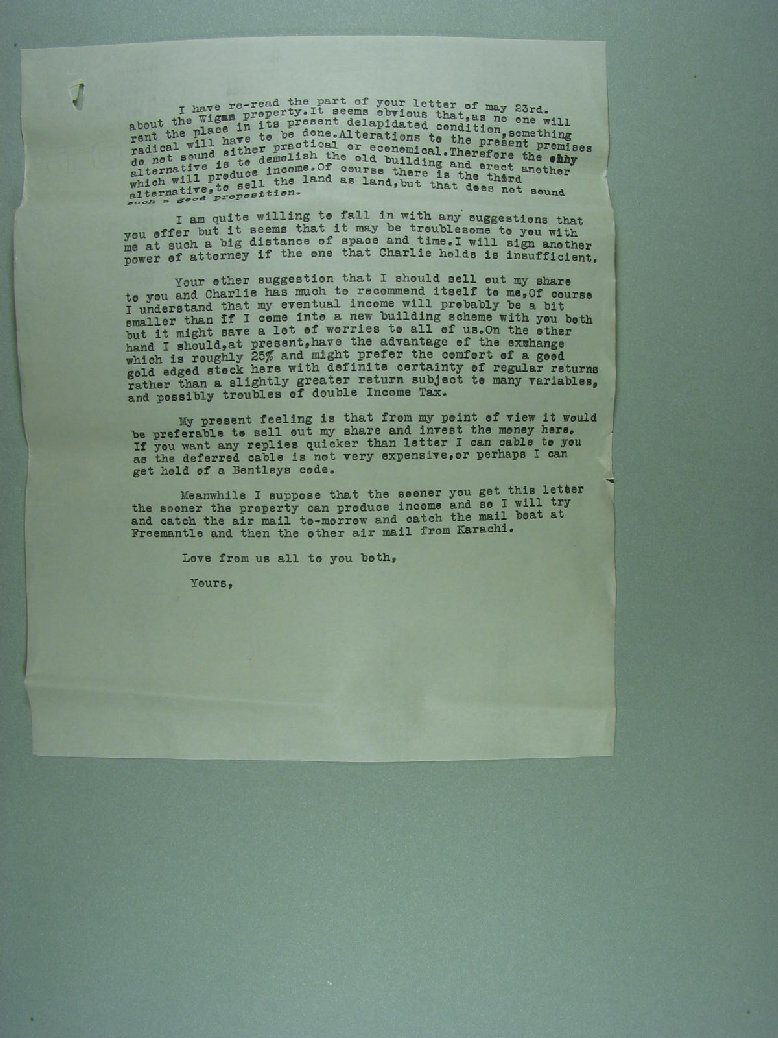 I have re-read the part of your letter of may 23rd.
about the Wigan property.It seems obvious that,as no one will
rent the place in its present delapidated condition,something
radical will have to be done.Alterations to the present premises
do not sound either practical or economical.Therefore the
alternative is to demolish the old building and erect another
which will produce income.Of course there is the third
alternative,to sell the land as land,but that does not sound
such a good proposition.
I am quite willing to fall in with any suggestions that
you offer but it seems that it may be troublesome to you with
me at such a big distance of space and time.I will sign another
power of attorney if the one that Charlie holds is insufficient.
Your other suggestion that I should sell out my share
to you and Charlie has much to recommend itself to me,Of course
I understand that my eventual income will probably be a bit
smaller than if I come into a new building scheme with you both
but it might save a lot of worries to all of us.On the other
hand I should,at present,have the advantage of the exchange
which is roughly 25% and might prefer the comfort of a good
gold edged stock here with definite certainty of regular returns
rather than a slightly greater return subject to many variables,
and possibly troubles of double Income Tax.
My present feeling is that from my point of view it would
be preferable to sell out my share and invest the money here.
If you want any replies quicker than letter I can cable to you
as the deferred cable is not very expensive,or perhaps I can
get hold of a Bentleys code.
Meanwhile I suppose that the sooner you get this letter
the sooner the property can produce income and so I will try
and catch the air mail to-morrow and catch the mail boat at
Freemantle and then the other air mail from Karachi.
Love from us all to you both,
Yours,